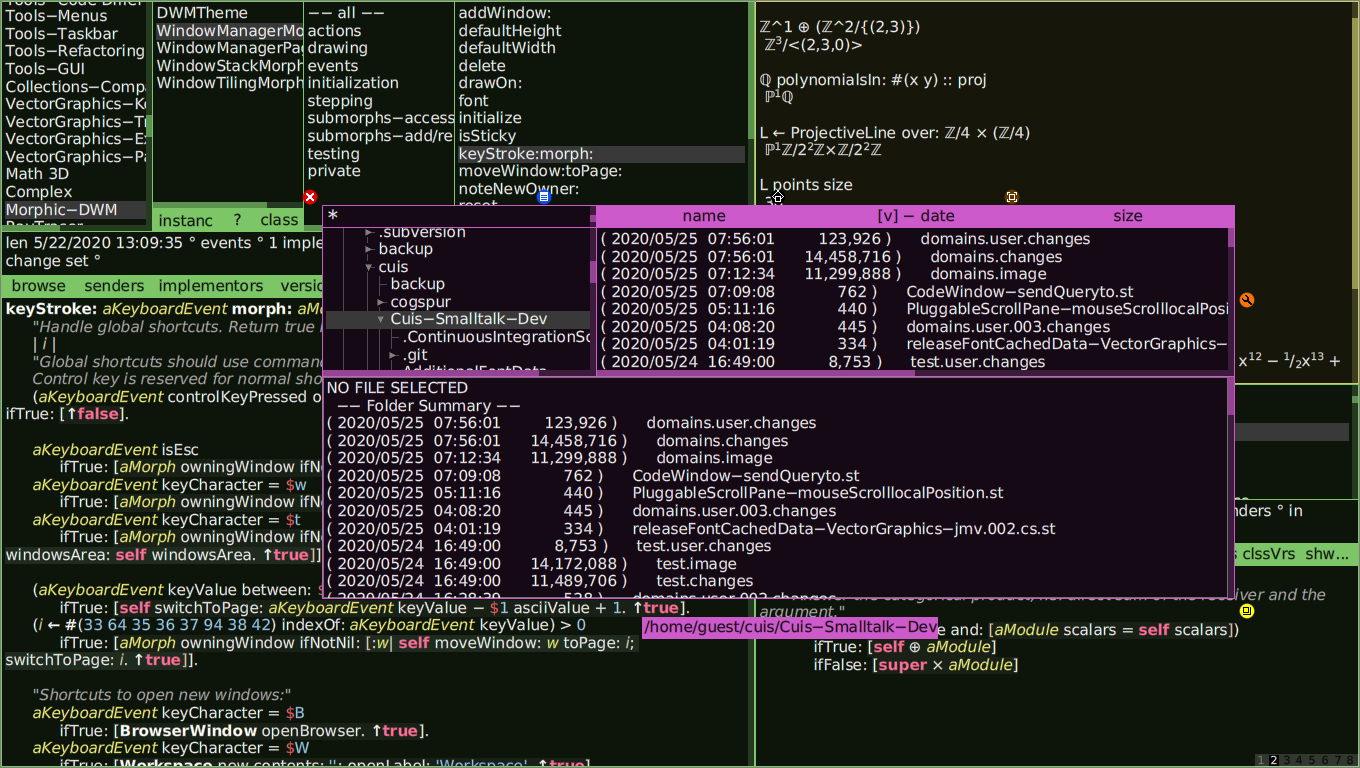 Tools−Menus
Tools−Taskbar
Tools−Refactoring
Tools−GUI
Collections−Comp
VectorGraphics−
VectorGraphics−
VectorGraphics−
VectorGraphics−
Math 3D
Complex
Morphic−DWM
DWMTheme
WindowManagerMo
WindowManagerPa
WindowStackMorph
WindowTilingMorph
instanc ? class
−− all −−
actions
drawing
events
initialization
stepping
submorphs−access
submorphs−add/re
testing
private
addWindow:
defaultHeight
defaultWidth
delete
drawOn:
font
initialize
isSticky
keyStroke:morph:
moveWindow:toPage:
noteNewOwner:
ℤ^1 ⊕ (ℤ^2/{(2,3)})
ℤ³/<(2,3,0)>
ℚ polynomialsIn: #(x y) :: proj
ℙ¹ℚ
L ← ProjectiveLine over: ℤ/4 × (ℤ/4)
ℙ¹ℤ/2²ℤ×ℤ/2²ℤ
L points size
len 5/22/2020 13:09:35 ° events ° 1 imple
change set °
browse senders implementors versio
keyStroke: aKeyboardEvent morph: aMo
"Handle global shortcuts. Return true
| i |
"Global shortcuts should use comman
Control key is reserved for normal sho
(aKeyboardEvent controlKeyPressed o
ifTrue: [↑false].
aKeyboardEvent isEsc
ifTrue: [aMorph owningWindow ifNo
aKeyboardEvent keyCharacter = $w
ifTrue: [aMorph owningWindow ifNo
aKeyboardEvent keyCharacter = $t
ifTrue: [aMorph owningWindow ifNo
windowsArea: self windowsArea. ↑true]]
(aKeyboardEvent keyValue between: $
ifTrue: [self switchToPage: aKeyboardEvent keyValue − $1 asciiValue + 1. ↑true].
(i ← #(33 64 35 36 37 94 38 42) indexOf: aKeyboardEvent keyValue) > 0
ifTrue: [aMorph owningWindow ifNotNil: [:w| self moveWindow: w toPage: i;
switchToPage: i. ↑true]].
"Shortcuts to open new windows:"
aKeyboardEvent keyCharacter = $B
ifTrue: [BrowserWindow openBrowser. ↑true].
aKeyboardEvent keyCharacter = $W
ifTrue: [Workspace new contents: ''; openLabel: 'Workspace'. ↑true]
*
.subversion
backup
cuis
backup
cogspur
Cuis−Smalltalk−Dev
.ContinuousIntegrationSc
.git
AdditionalFontData
name [v] − date size
( 2020/05/25 07:56:01 123,926 ) domains.user.changes
( 2020/05/25 07:56:01 14,458,716 ) domains.changes
( 2020/05/25 07:12:34 11,299,888 ) domains.image
( 2020/05/25 07:09:08 762 ) CodeWindow−sendQueryto.st
( 2020/05/25 05:11:16 440 ) PluggableScrollPane−mouseScrolllocalPosi
( 2020/05/25 04:08:20 445 ) domains.user.003.changes
( 2020/05/25 04:01:19 334 ) releaseFontCachedData−VectorGraphics−
( 2020/05/24 16:49:00 8,753 ) test.user.changes
NO FILE SELECTED
−− Folder Summary −−
( 2020/05/25 07:56:01 123,926 ) domains.user.changes
( 2020/05/25 07:56:01 14,458,716 ) domains.changes
( 2020/05/25 07:12:34 11,299,888 ) domains.image
( 2020/05/25 07:09:08 762 ) CodeWindow−sendQueryto.st
( 2020/05/25 05:11:16 440 ) PluggableScrollPane−mouseScrolllocalPosition.st
( 2020/05/25 04:08:20 445 ) domains.user.003.changes
( 2020/05/25 04:01:19 334 ) releaseFontCachedData−VectorGraphics−jmv.002.cs.st
( 2020/05/24 16:49:00 8,753 ) test.user.changes
( 2020/05/24 16:49:00 14,172,088 ) test.image
( 2020/05/24 16:49:00 11,489,706 ) test.changes
/home/guest/cuis/Cuis−Smalltalk−Dev
x¹² − ¹/₂x¹³ +
nders ° in
clssVrs shw...
and the
argument."
e and: [aModule scalars = self scalars])
ifTrue: [self ⊕ aModule]
ifFalse: [super × aModule]
1 2 3 4 5 6 7 8